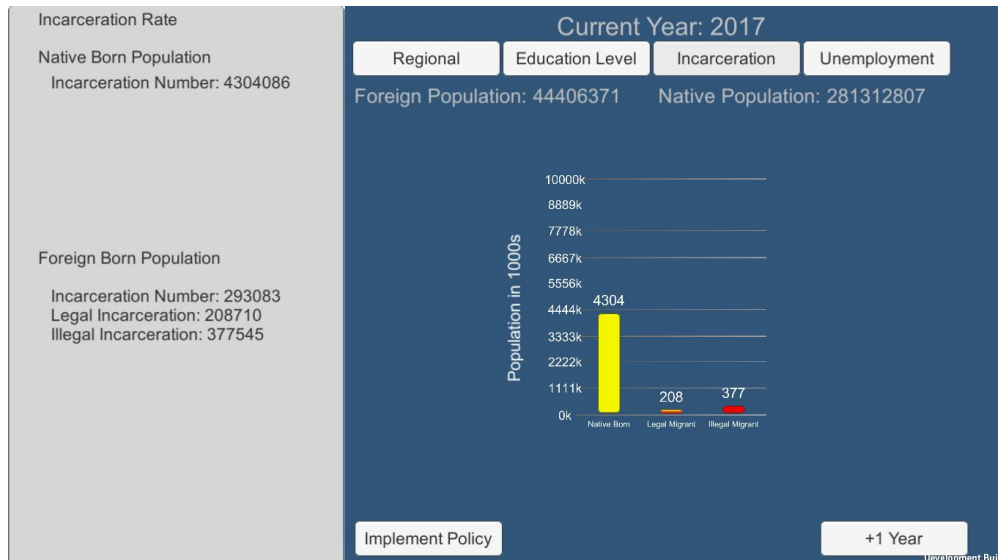 Incarceration Rate
Native Born Population
Incarceration Number: 4304086
Foreign Born Population
Incarceration Number: 293083
Legal Incarceration: 208710
Illegal Incarceration: 377545
Current Year: 2017
Regional
Education Level
Incarceration
Unemployment
Foreign Population: 44406371
Native Population: 281312807
Population in 1000s
10000k
8889k
7778k
6667k
5556k
4444k
3333k
2222k
1111k
0k
4304
208
377
Native Born
Legal Migrant
Illegal Migrant
Implement Policy
+1 Year
Development Bui